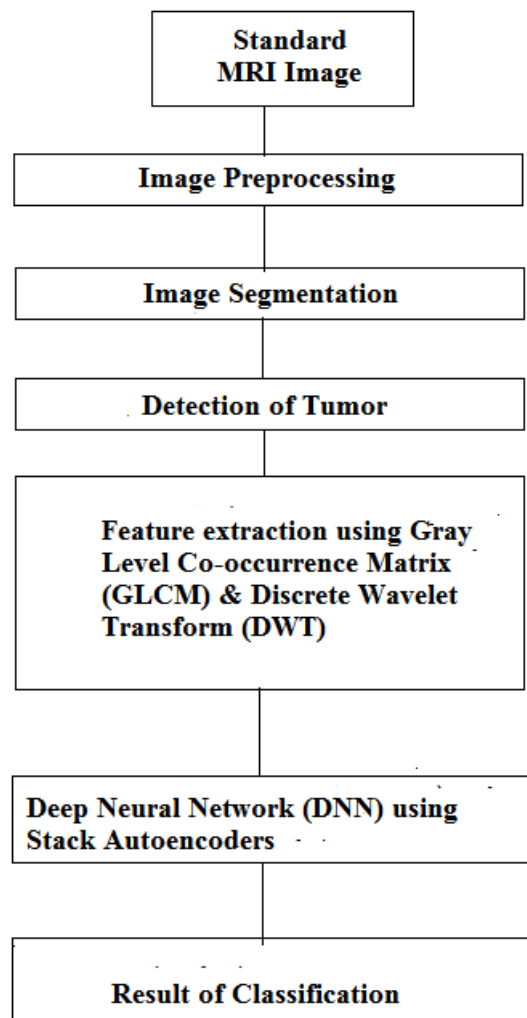 Standard
MRI Image
Image Preprocessing
Image Segmentation
Detection of Tumor
Feature extraction using Gray
Level Co-occurrence Matrix
(GLCM) & Discrete Wavelet
Transform (DWT)
Deep Neural Network (DNN) using
Stack Autoencoders
Result of Classification